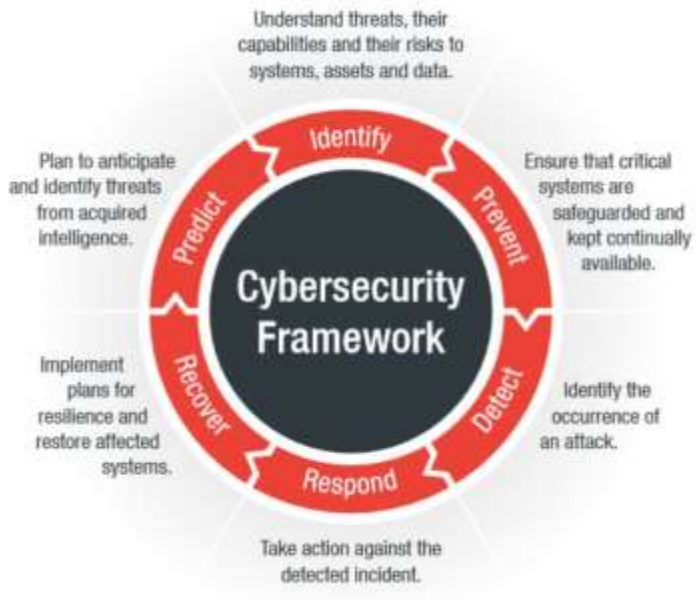 Understand threats, their
capabilities and their risks to
systems, assets and data.
Identify
Ensure that critical
systems are
safeguarded and
kept continually
available.
Prevent
Identify the
occurrence of
an attack.
Detect
Take action against the
detected incident.
Respond
Implement
plans for
resilience and
restore affected
systems.
Recover
Plan to anticipate
and identify threats
from acquired
intelligence.
Predict
Cybersecurity
Framework